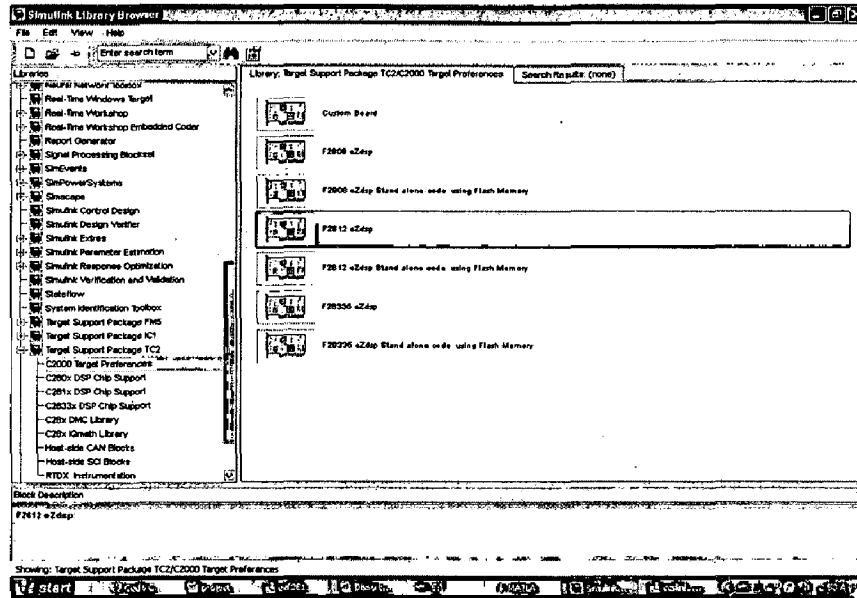 Simulink Library Browser
File Edit View Help
Enter search term
Libraries
Neural Network Toolbox
Real-Time Windows Target
Real-Time Workshop
Real-Time Workshop Embedded Coder
Report Generator
Signal Processing Blockset
SimEvents
SimPowerSystems
Simscape
Simulink Control Design
Simulink Design Verifier
Simulink Extras
Simulink Parameter Estimation
Simulink Response Optimization
Simulink Verification and Validation
Stateflow
System Identification Toolbox
Target Support Package FM5
Target Support Package IC1
Target Support Package TC2
C2000 Target Preferences
C280x DSP Chip Support
C281x DSP Chip Support
C2833x DSP Chip Support
C28x DMC Library
C28x IQmath Library
Host-side CAN Blocks
Host-side SCI Blocks
RTDX Instrumentation
Library: Target Support Package TC2/C2000 Target Preferences
Search Results: (none)
Custom Board
F2808 eZdsp
F2808 eZdsp Stand alone code using Flash Memory
F2812 eZdsp
F2812 eZdsp Stand alone code using Flash Memory
F28335 eZdsp
F28335 eZdsp Stand alone code using Flash Memory
Block Description
F2812 eZdsp
Showing: Target Support Package TC2/C2000 Target Preferences
start